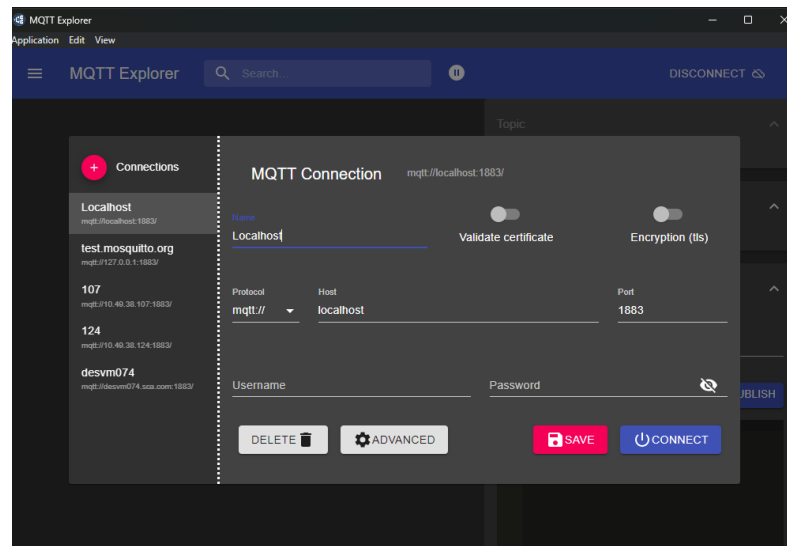 MQTT Explorer
Application Edit View
MQTT Explorer
Search...
DISCONNECT
Topic
Connections
Localhost
mqtt://localhost:1883/
test.mosquitto.org
mqtt://127.0.0.1:1883/
107
mqtt://10.49.38.107:1883/
124
mqtt://10.49.38.124:1883/
desvm074
mqtt://desvm074.sca.com:1883/
MQTT Connection mqtt://localhost:1883/
Name
Localhost
Validate certificate
Encryption (tls)
Protocol Host Port
mqtt:// localhost 1883
Username Password
DELETE ADVANCED SAVE CONNECT
UBLISH